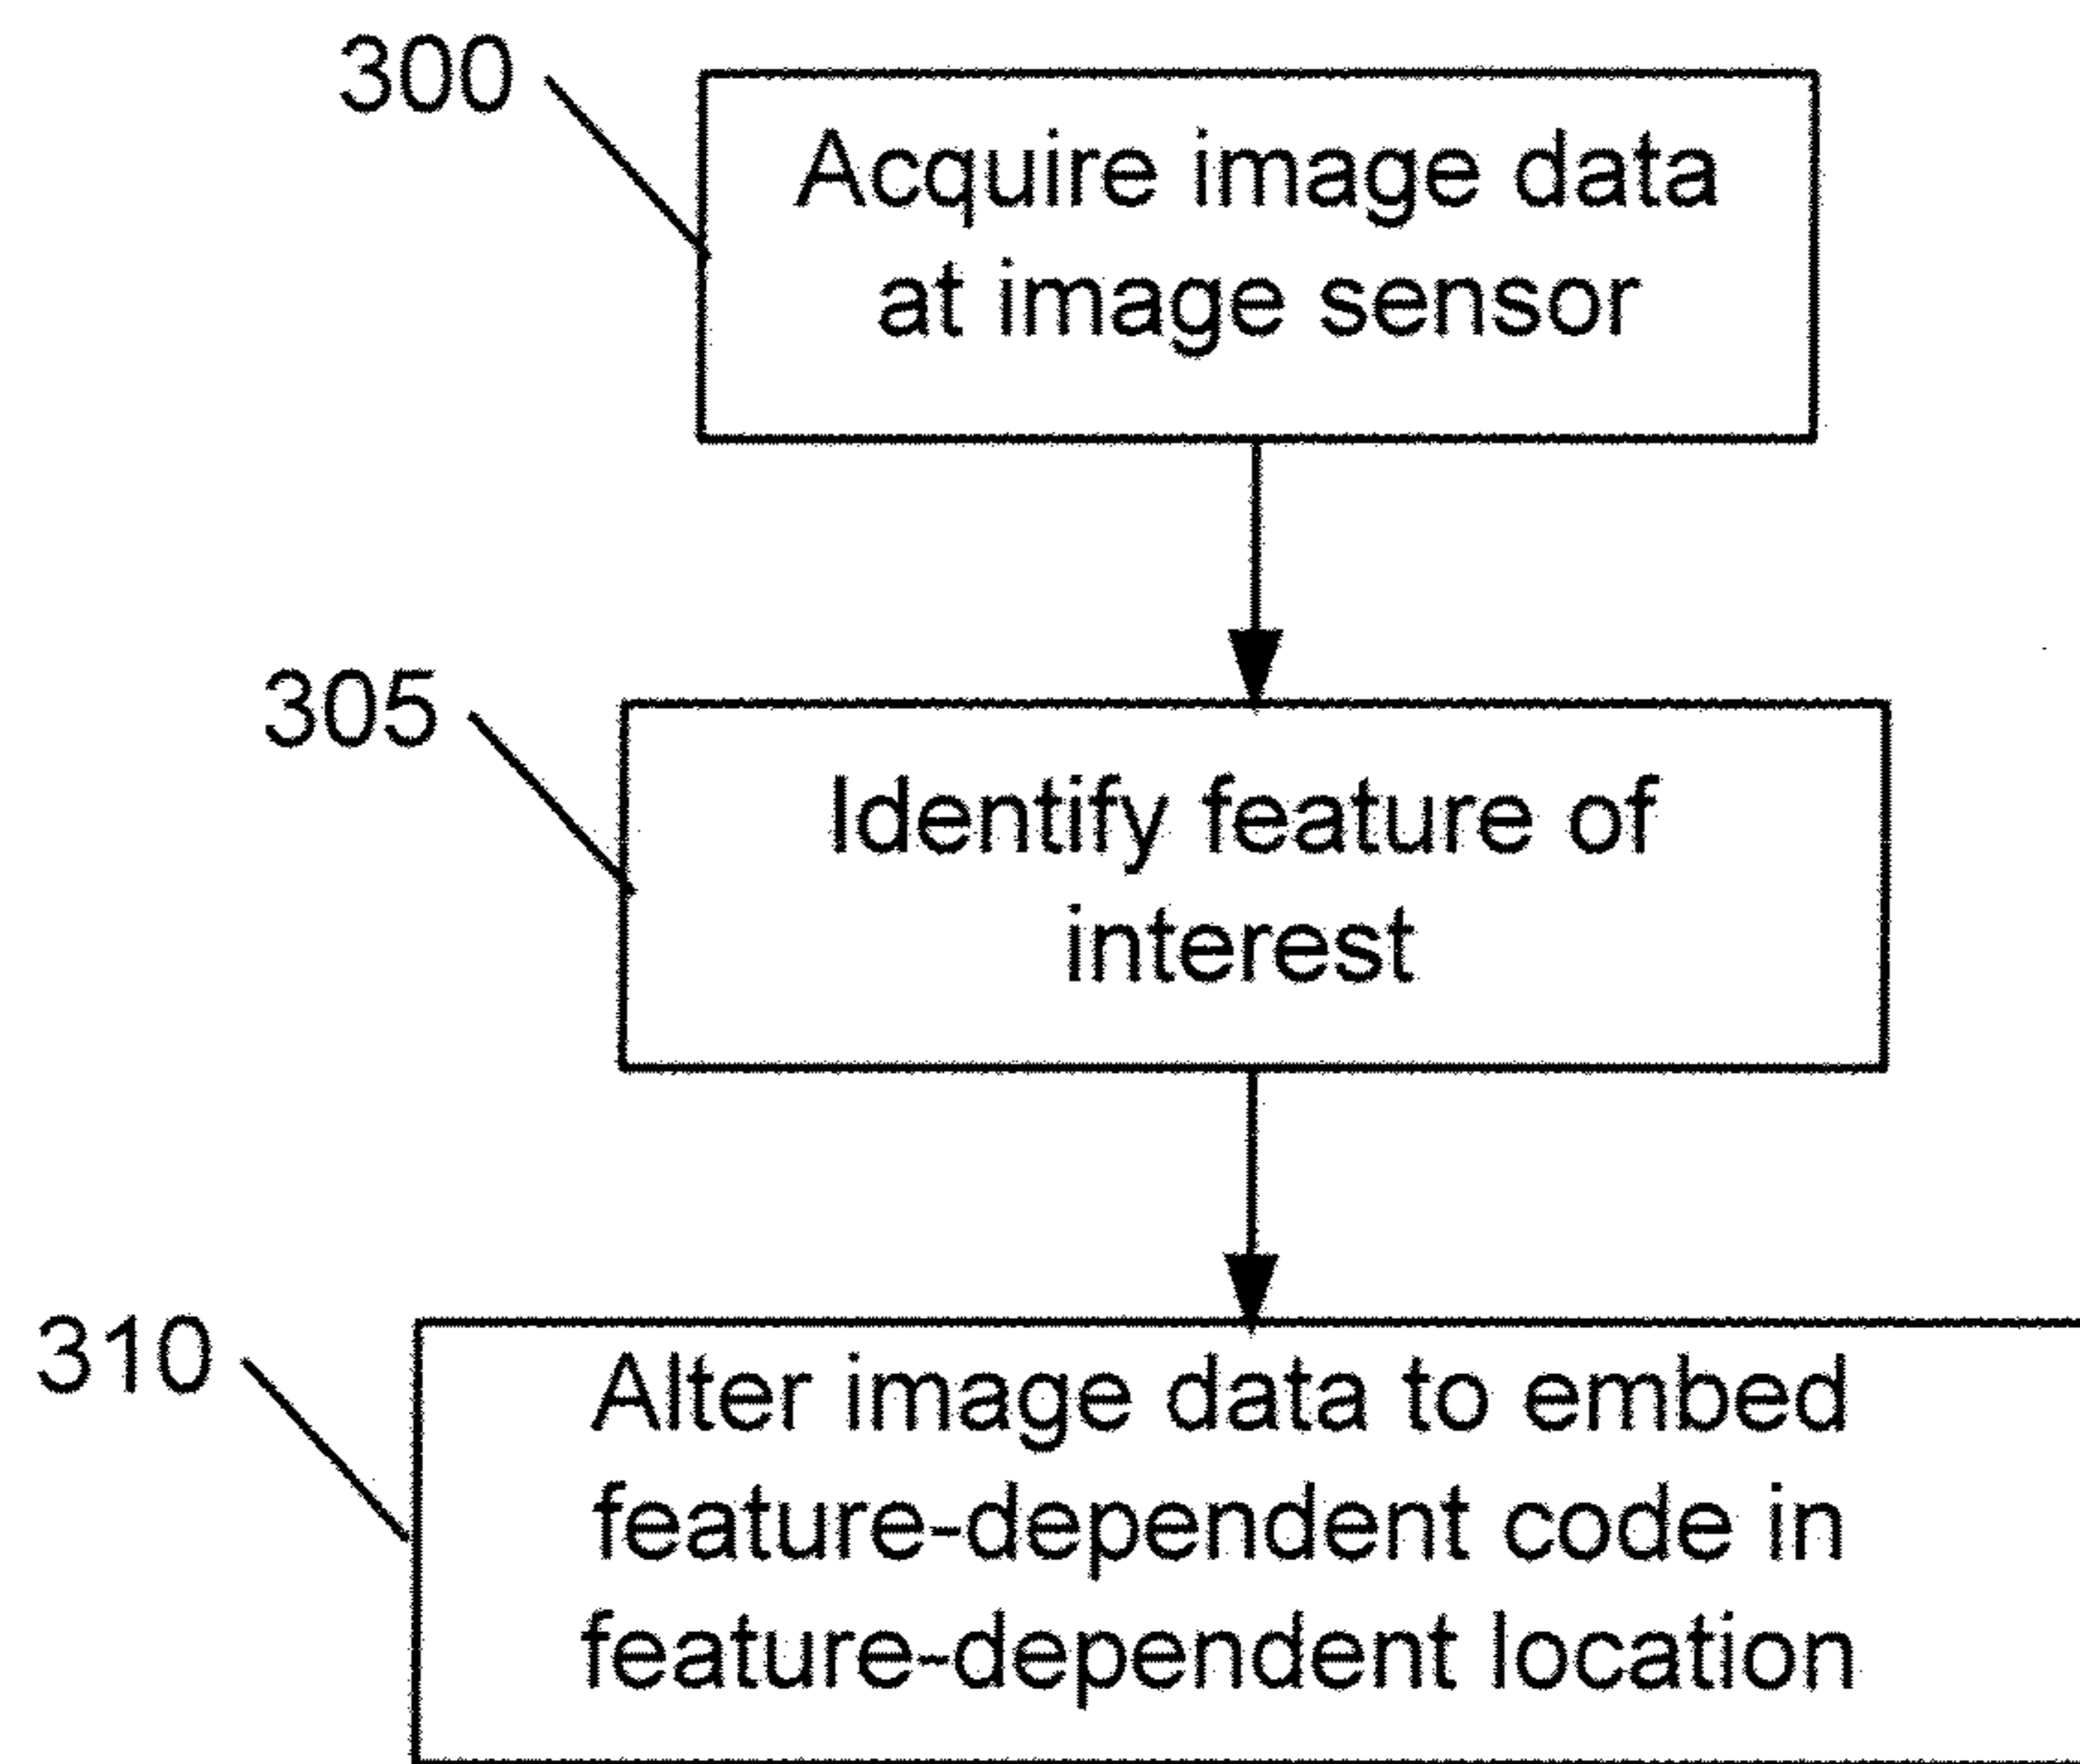 300
Acquire image data
at image sensor
305
Identify feature of
interest
310
Alter image data to embed
feature-dependent code in
feature-dependent location